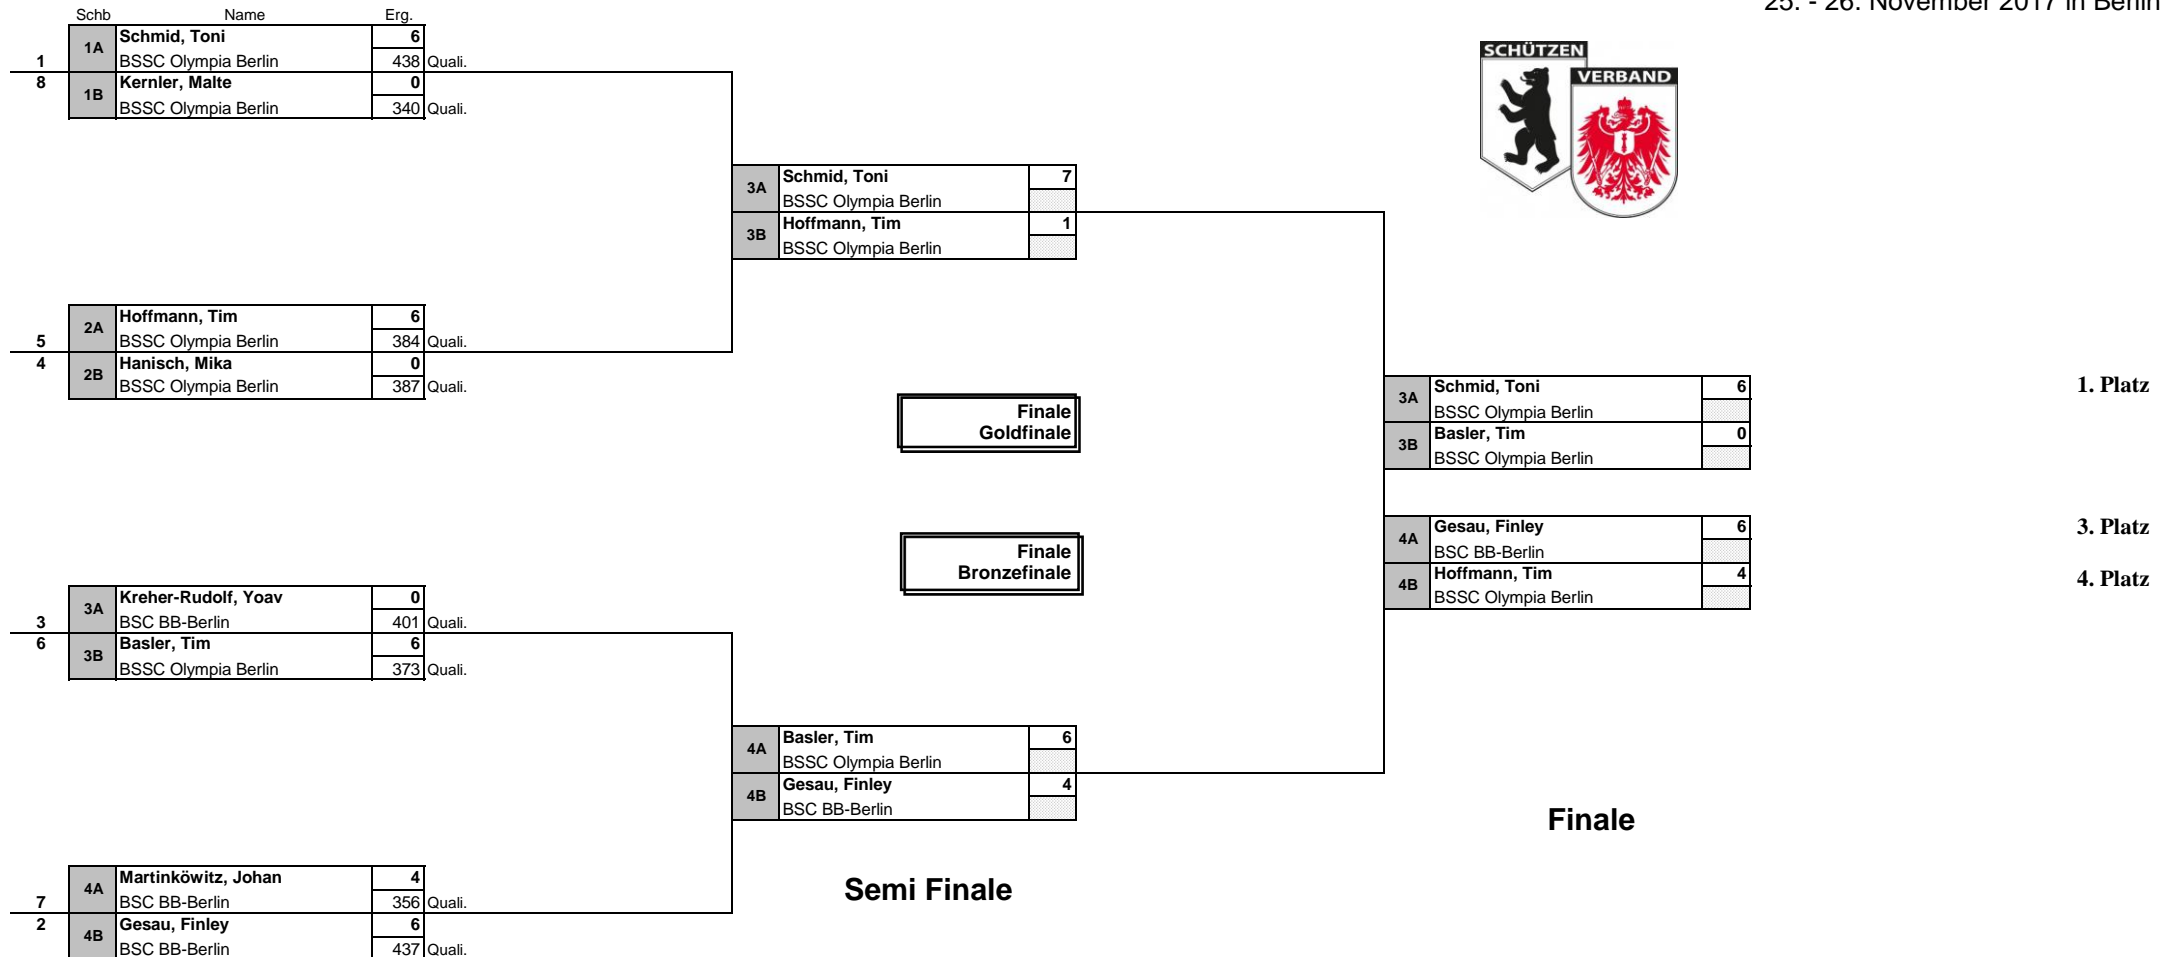 25. - 26. November 2017 in Berlin
Schb Name Erg.
1A Schmid, Toni 6
1 BSSC Olympia Berlin 438 Quali.
8 1B Kernler, Malte 0
BSSC Olympia Berlin 340 Quali.
SCHÜTZEN
VERBAND
3A Schmid, Toni 7
BSSC Olympia Berlin
3B Hoffmann, Tim 1
BSSC Olympia Berlin
2A Hoffmann, Tim 6
5 BSSC Olympia Berlin 384 Quali.
4 2B Hanisch, Mika 0
BSSC Olympia Berlin 387 Quali.
Finale
Goldfinale
3A Schmid, Toni 6 1. Platz
BSSC Olympia Berlin
3B Basler, Tim 0
BSSC Olympia Berlin
Finale
Bronzefinale
4A Gesau, Finley 6 3. Platz
BSC BB-Berlin
4B Hoffmann, Tim 4 4. Platz
BSSC Olympia Berlin
3A Kreher-Rudolf, Yoav 0
3 BSC BB-Berlin 401 Quali.
6 3B Basler, Tim 6
BSSC Olympia Berlin 373 Quali.
4A Basler, Tim 6
BSSC Olympia Berlin
4B Gesau, Finley 4
BSC BB-Berlin
Finale
Semi Finale
4A Martinköwitz, Johan 4
7 BSC BB-Berlin 356 Quali.
2 4B Gesau, Finley 6
BSC BB-Berlin 437 Quali.